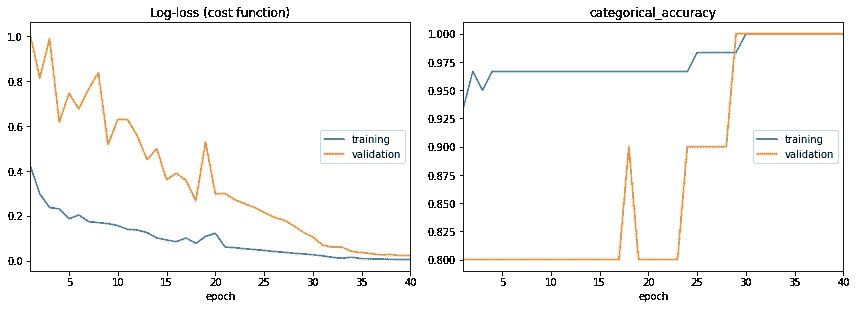 Log-loss (cost function)
1.0
0.8
0.6
0.4
0.2
0.0
training
validation
5 10 15 20 25 30 35 40
epoch
categorical_accuracy
1.000
0.975
0.950
0.925
0.900
0.875
0.850
0.825
0.800
training
validation
5 10 15 20 25 30 35 40
epoch